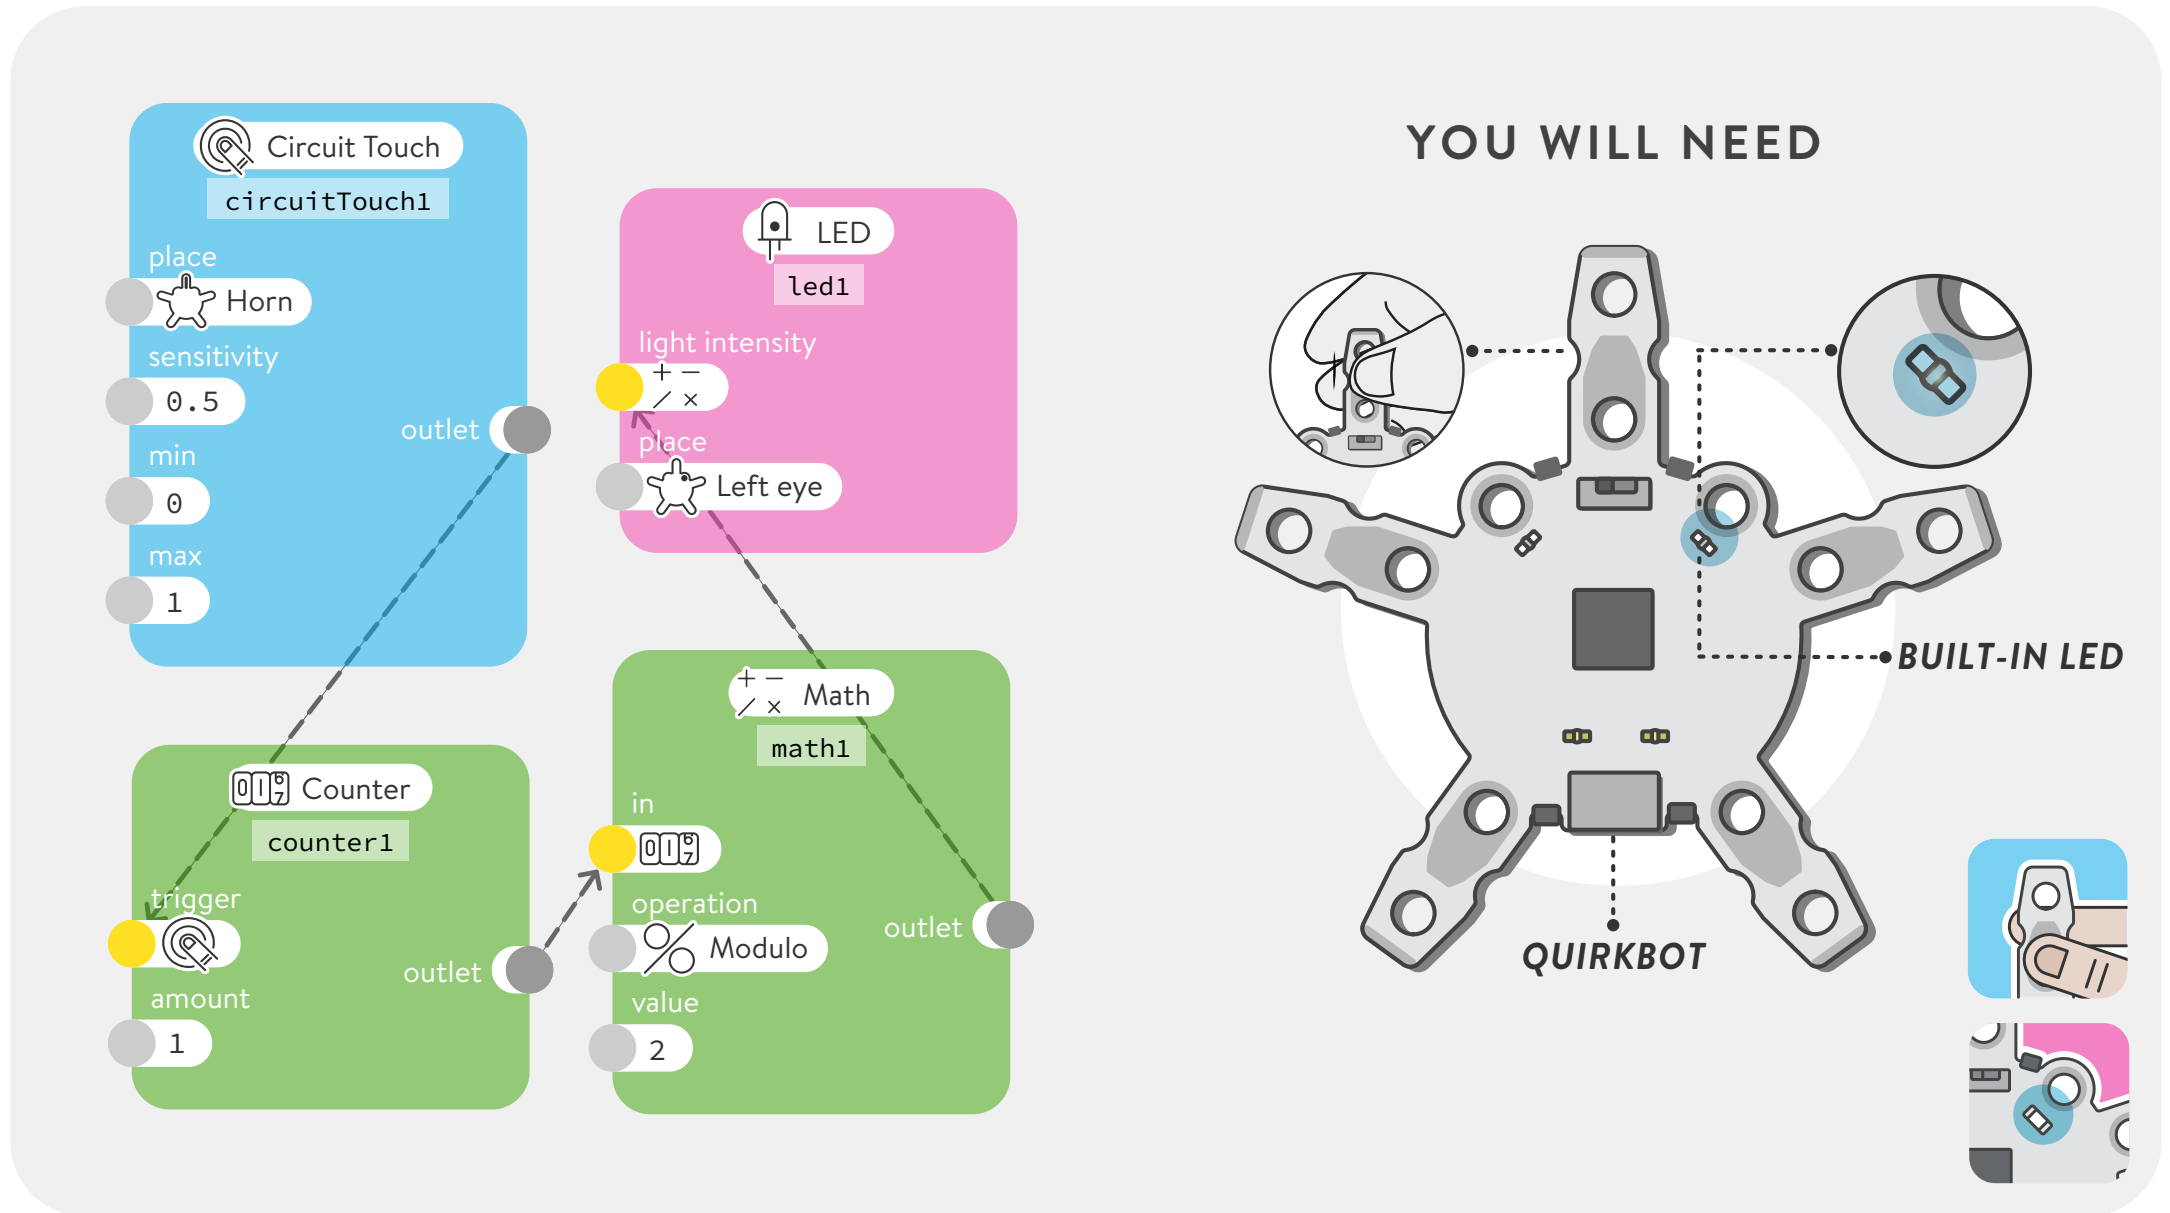 Circuit Touch
circuitTouch1
place
Horn
sensitivity
0.5
outlet
min
0
max
1
LED
led1
light intensity
+ −
/ ×
place
Left eye
Counter
counter1
trigger
outlet
amount
1
+ −
/ ×
Math
math1
in
operation
Modulo
outlet
value
2
YOU WILL NEED
BUILT-IN LED
QUIRKBOT